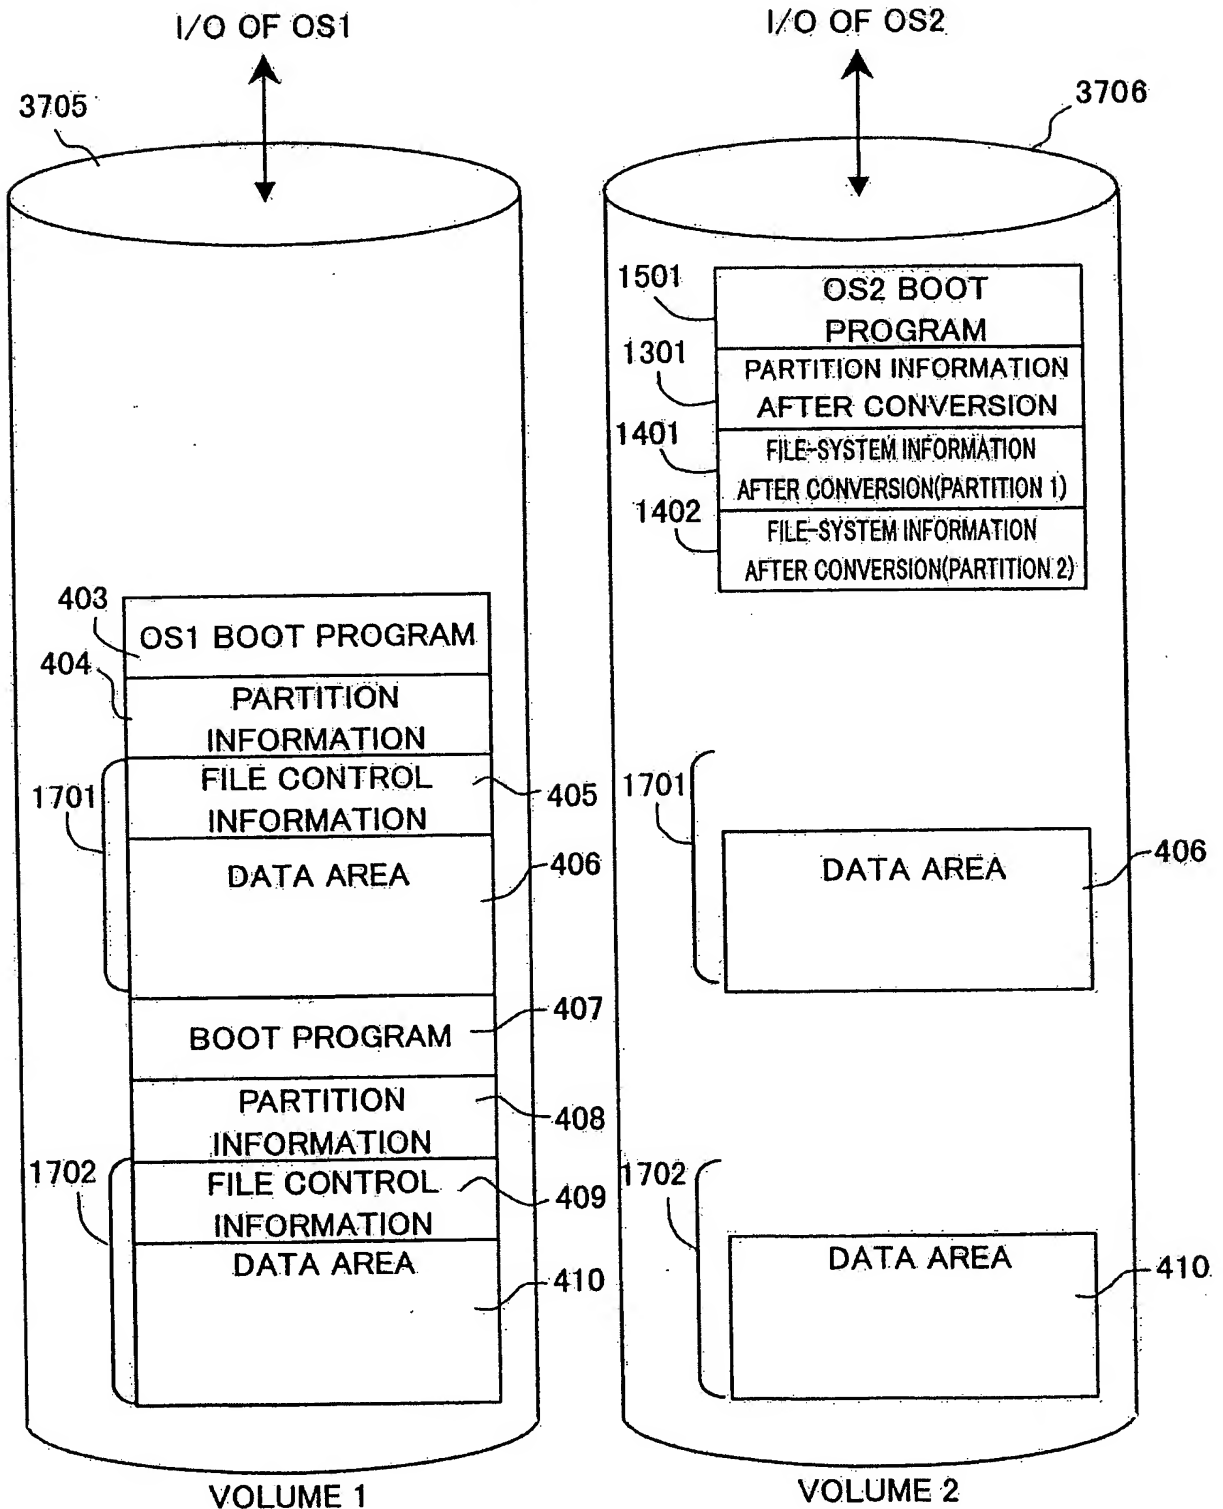 I/O OF OS1
I/O OF OS2
3705
3706
1501
OS2 BOOT
PROGRAM
1301
PARTITION INFORMATION
AFTER CONVERSION
1401
FILE-SYSTEM INFORMATION
AFTER CONVERSION(PARTITION 1)
1402
FILE-SYSTEM INFORMATION
AFTER CONVERSION(PARTITION 2)
403
OS1 BOOT PROGRAM
404
PARTITION
INFORMATION
1701
FILE CONTROL
INFORMATION
405
DATA AREA
406
1701
DATA AREA
406
407
BOOT PROGRAM
PARTITION
INFORMATION
408
1702
FILE CONTROL
INFORMATION
409
DATA AREA
410
1702
DATA AREA
410
VOLUME 1
VOLUME 2